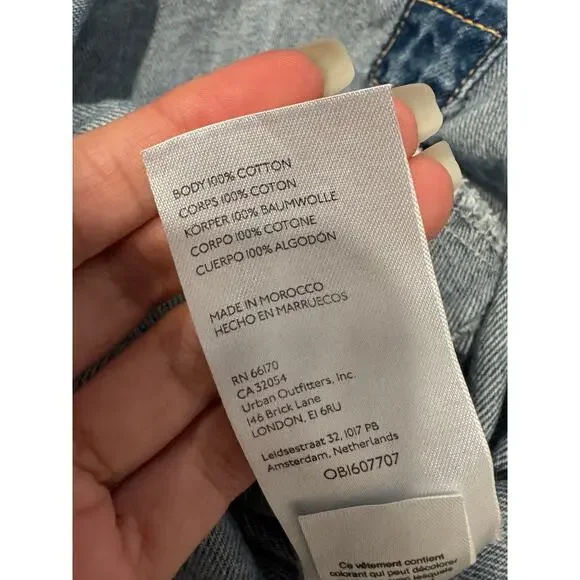 BODY 100% COTTON
CORPS 100% COTON
KÖRPER 100% BAUMWOLLE
CORPO 100% COTONE
CUERPO 100% ALGODÓN
MADE IN MOROCCO
HECHO EN MARRUECOS
RN 66170
CA 32054
Urban Outfitters, Inc.
146 Brick Lane
LONDON, E1 6RU
Leidsestraat 32, 1017 PB
Amsterdam, Netherlands
OB1607707
Ce vêtement contient
colorant qui peut décolorer
lesquels